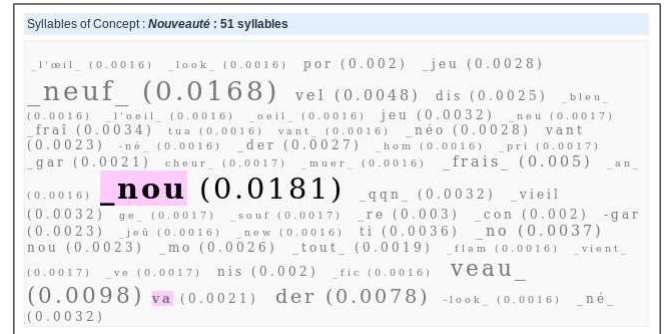 Syllables of Concept : Nouveauté : 51 syllables
_l'œil_ (0.0016) _look_ (0.0016) por (0.002) _jeu (0.0028)
_neuf_ (0.0168) vel (0.0048) dis (0.0025) _bleu_
(0.0016) _l'oeil_ (0.0016) _oeil_ (0.0016) jeu (0.0032) _neu (0.0017)
_fraî (0.0034) tua (0.0016) vant_ (0.0016) _néo (0.0028) vant
(0.0023) -né_ (0.0016) _der (0.0027) _hom (0.0016) _pri (0.0017)
_gar (0.0021) cheur_ (0.0017) _muer_ (0.0016) _frais_ (0.005) _an_
(0.0016) _nou (0.0181) _qqn_ (0.0032) _vieil
(0.0032) ge_ (0.0017) _souf (0.0017) _re (0.003) _con (0.002) -gar
(0.0023) _jeû (0.0016) _new (0.0016) ti (0.0036) _no (0.0037)
nou (0.0023) _mo (0.0026) _tout_ (0.0019) _flam (0.0016) _vient_
(0.0017) _ve (0.0017) nis (0.002) _fic (0.0016) veau_
(0.0098) va (0.0021) der (0.0078) -look_ (0.0016) _né_
(0.0032)